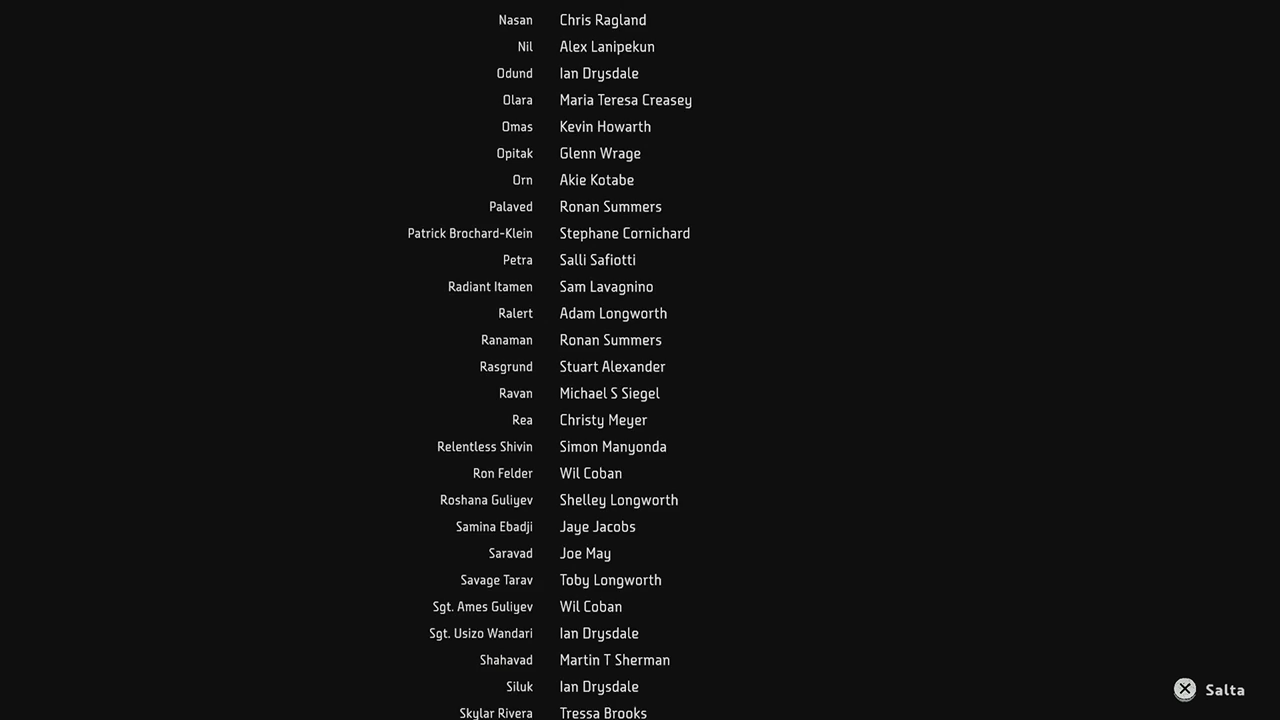 Nasan Chris Ragland
Nil Alex Lanipekun
Odund Ian Drysdale
Olara Maria Teresa Creasey
Omas Kevin Howarth
Opitak Glenn Wrage
Orn Akie Kotabe
Palaved Ronan Summers
Patrick Brochard-Klein Stephane Cornichard
Petra Salli Safiotti
Radiant Itamen Sam Lavagnino
Ralert Adam Longworth
Ranaman Ronan Summers
Rasgrund Stuart Alexander
Ravan Michael S Siegel
Rea Christy Meyer
Relentless Shivin Simon Manyonda
Ron Felder Wil Coban
Roshana Guliyev Shelley Longworth
Samina Ebadji Jaye Jacobs
Saravad Joe May
Savage Tarav Toby Longworth
Sgt. Ames Guliyev Wil Coban
Sgt. Usizo Wandari Ian Drysdale
Shahavad Martin T Sherman
Siluk Ian Drysdale
Salta
Skylar Rivera Tressa Brooks